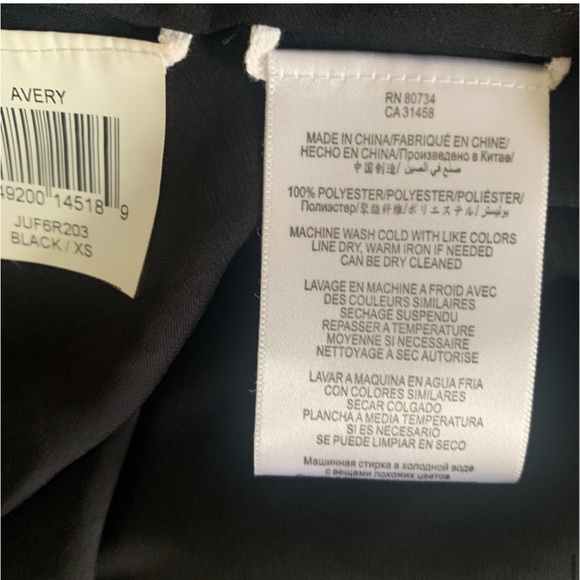 AVERY
49200 14518 9
JUF6R203
BLACK / XS
RN 80734
CA 31458
MADE IN CHINA/FABRIQUÉ EN CHINE/
HECHO EN CHINA/Произведено в Китае/
中国制造/ صنع في الصين/
100% POLYESTER/POLYESTER/POLIÉSTER/
Полиэстер/聚酯纤维/ポリエステル/بوليستر
MACHINE WASH COLD WITH LIKE COLORS
LINE DRY, WARM IRON IF NEEDED
CAN BE DRY CLEANED
LAVAGE EN MACHINE A FROID AVEC
DES COULEURS SIMILAIRES
SECHAGE SUSPENDU
REPASSER A TEMPERATURE
MOYENNE SI NECESSAIRE
NETTOYAGE A SEC AUTORISE
LAVAR A MAQUINA EN AGUA FRIA
CON COLORES SIMILARES
SECAR COLGADO
PLANCHA A MEDIA TEMPERATURA
SI ES NECESARIO
SE PUEDE LIMPIAR EN SECO
Машинная стирка в холодной воде
с вещами похожих цветов